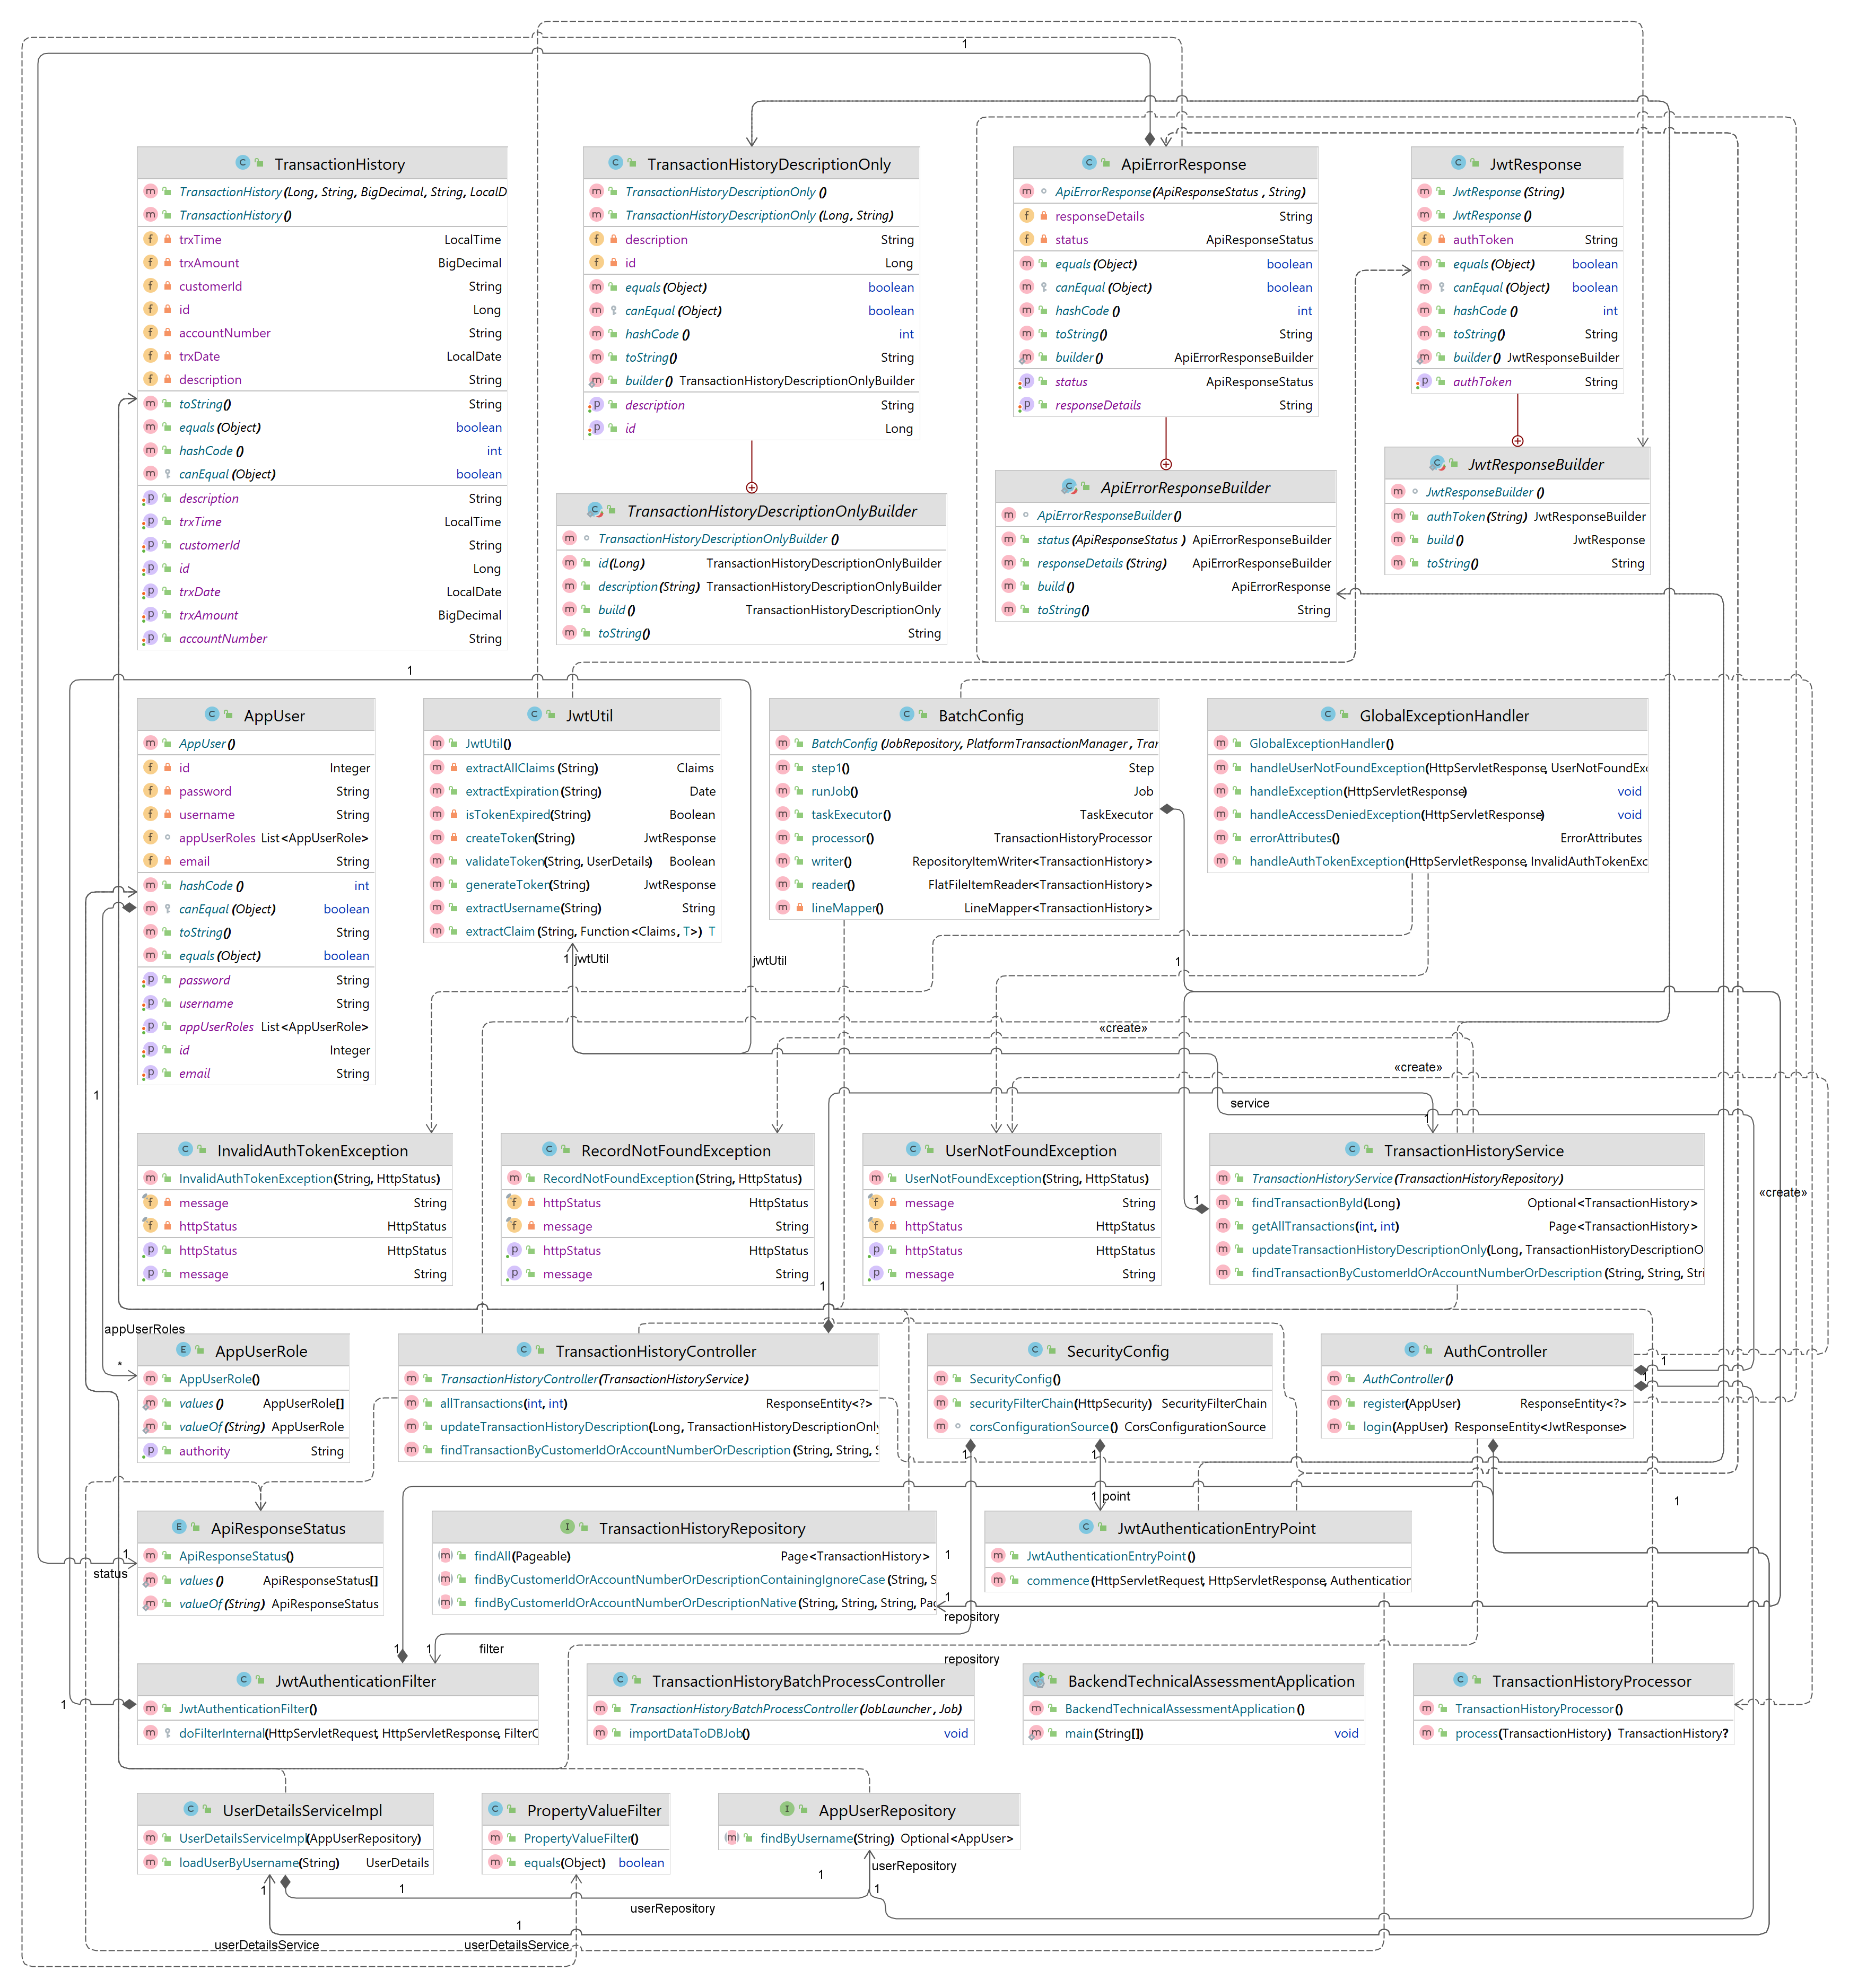 1
TransactionHistory
TransactionHistory(Long, String, BigDecimal, String, LocalD
TransactionHistory()
trxTime LocalTime
trxAmount BigDecimal
customerId String
id Long
accountNumber String
trxDate LocalDate
description String
toString() String
equals(Object) boolean
hashCode() int
canEqual(Object) boolean
description String
trxTime LocalTime
customerId String
id Long
trxDate LocalDate
trxAmount BigDecimal
accountNumber String
TransactionHistoryDescriptionOnly
TransactionHistoryDescriptionOnly()
TransactionHistoryDescriptionOnly(Long, String)
description String
id Long
equals(Object) boolean
canEqual(Object) boolean
hashCode() int
toString() String
builder() TransactionHistoryDescriptionOnlyBuilder
description String
id Long
TransactionHistoryDescriptionOnlyBuilder
TransactionHistoryDescriptionOnlyBuilder()
id(Long) TransactionHistoryDescriptionOnlyBuilder
description(String) TransactionHistoryDescriptionOnlyBuilder
build() TransactionHistoryDescriptionOnly
toString() String
ApiErrorResponse
ApiErrorResponse(ApiResponseStatus, String)
responseDetails String
status ApiResponseStatus
equals(Object) boolean
canEqual(Object) boolean
hashCode() int
toString() String
builder() ApiErrorResponseBuilder
status ApiResponseStatus
responseDetails String
ApiErrorResponseBuilder
ApiErrorResponseBuilder()
status(ApiResponseStatus) ApiErrorResponseBuilder
responseDetails(String) ApiErrorResponseBuilder
build() ApiErrorResponse
toString() String
JwtResponse
JwtResponse(String)
JwtResponse()
authToken String
equals(Object) boolean
canEqual(Object) boolean
hashCode() int
toString() String
builder() JwtResponseBuilder
authToken String
JwtResponseBuilder
JwtResponseBuilder()
authToken(String) JwtResponseBuilder
build() JwtResponse
toString() String
1
AppUser
AppUser()
id Integer
password String
username String
appUserRoles List<AppUserRole>
email String
hashCode() int
canEqual(Object) boolean
toString() String
equals(Object) boolean
password String
username String
appUserRoles List<AppUserRole>
id Integer
email String
JwtUtil
JwtUtil()
extractAllClaims(String) Claims
extractExpiration(String) Date
isTokenExpired(String) Boolean
createToken(String) JwtResponse
validateToken(String, UserDetails) Boolean
generateToken(String) JwtResponse
extractUsername(String) String
extractClaim(String, Function<Claims, T>) T
BatchConfig
BatchConfig(JobRepository, PlatformTransactionManager, Trar
step1() Step
runJob() Job
taskExecutor() TaskExecutor
processor() TransactionHistoryProcessor
writer() RepositoryItemWriter<TransactionHistory>
reader() FlatFileItemReader<TransactionHistory>
lineMapper() LineMapper<TransactionHistory>
GlobalExceptionHandler
GlobalExceptionHandler()
handleUserNotFoundException(HttpServletResponse, UserNotFoundExc
handleException(HttpServletResponse) void
handleAccessDeniedException(HttpServletResponse) void
errorAttributes() ErrorAttributes
handleAuthTokenException(HttpServletResponse, InvalidAuthTokenExc
1 jwtUtil
jwtUtil
1
«create»
«create»
1
service
1
InvalidAuthTokenException
InvalidAuthTokenException(String, HttpStatus)
message String
httpStatus HttpStatus
httpStatus HttpStatus
message String
RecordNotFoundException
RecordNotFoundException(String, HttpStatus)
httpStatus HttpStatus
message String
httpStatus HttpStatus
message String
UserNotFoundException
UserNotFoundException(String, HttpStatus)
message String
httpStatus HttpStatus
httpStatus HttpStatus
message String
TransactionHistoryService
TransactionHistoryService(TransactionHistoryRepository)
findTransactionById(Long) Optional<TransactionHistory>
getAllTransactions(int, int) Page<TransactionHistory>
updateTransactionHistoryDescriptionOnly(Long, TransactionHistoryDescriptionO
findTransactionByCustomerIdOrAccountNumberOrDescription(String, String, Stri
«create»
1
1
appUserRoles
*
AppUserRole
AppUserRole()
values() AppUserRole[]
valueOf(String) AppUserRole
authority String
TransactionHistoryController
TransactionHistoryController(TransactionHistoryService)
allTransactions(int, int) ResponseEntity<?>
updateTransactionHistoryDescription(Long, TransactionHistoryDescriptionOnly
findTransactionByCustomerIdOrAccountNumberOrDescription(String, String, S
SecurityConfig
SecurityConfig()
securityFilterChain(HttpSecurity) SecurityFilterChain
corsConfigurationSource() CorsConfigurationSource
AuthController
AuthController()
register(AppUser) ResponseEntity<?>
login(AppUser) ResponseEntity<JwtResponse>
1
1
1
1
1 point
1
1
status
ApiResponseStatus
ApiResponseStatus()
values() ApiResponseStatus[]
valueOf(String) ApiResponseStatus
TransactionHistoryRepository
findAll(Pageable) Page<TransactionHistory>
findByCustomerIdOrAccountNumberOrDescriptionContainingIgnoreCase(String, S
findByCustomerIdOrAccountNumberOrDescriptionNative(String, String, String, Pag
1
1
repository
JwtAuthenticationEntryPoint
JwtAuthenticationEntryPoint()
commence(HttpServletRequest, HttpServletResponse, Authentication
1
1
filter
repository
JwtAuthenticationFilter
JwtAuthenticationFilter()
doFilterInternal(HttpServletRequest, HttpServletResponse, FilterC
1
TransactionHistoryBatchProcessController
TransactionHistoryBatchProcessController(JobLauncher, Job)
importDataToDBJob() void
BackendTechnicalAssessmentApplication
BackendTechnicalAssessmentApplication()
main(String[]) void
TransactionHistoryProcessor
TransactionHistoryProcessor()
process(TransactionHistory) TransactionHistory?
UserDetailsServiceImpl
UserDetailsServiceImpl(AppUserRepository)
loadUserByUsername(String) UserDetails
PropertyValueFilter
PropertyValueFilter()
equals(Object) boolean
AppUserRepository
findByUsername(String) Optional<AppUser>
userRepository
1
1
1
1
userRepository
1
userDetailsService
userDetailsService